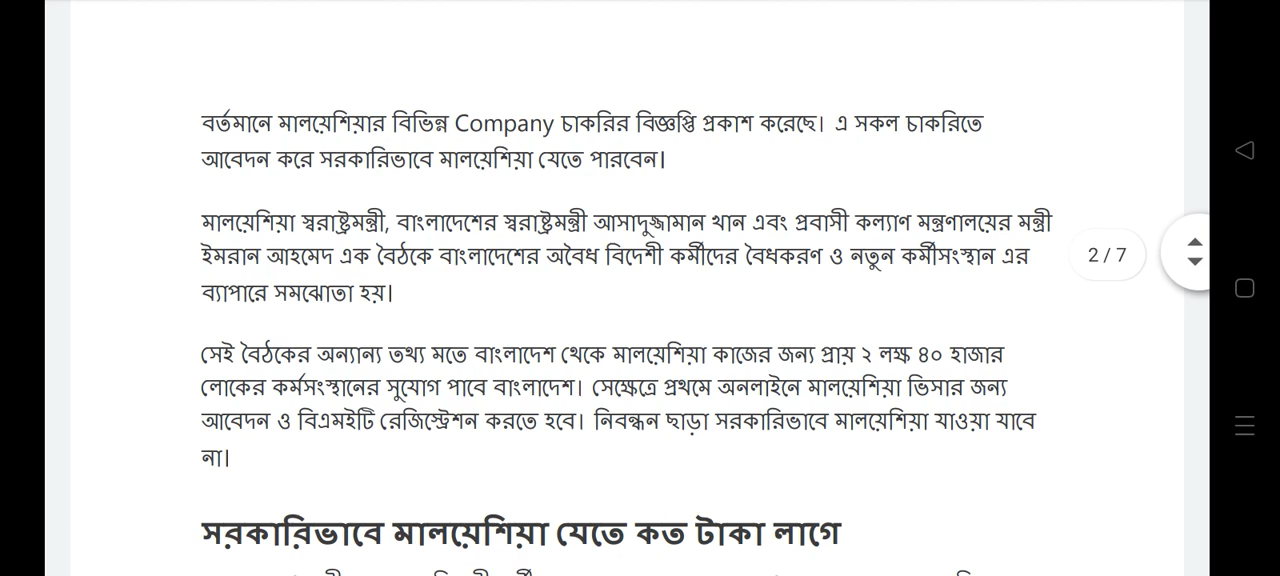 বর্তমানে মালয়েশিয়ার বিভিন্ন Company চাকরির বিজ্ঞপ্তি প্রকাশ করেছে। এ সকল চাকরিতে
আবেদন করে সরকারিভাবে মালয়েশিয়া যেতে পারবেন।
মালয়েশিয়া স্বরাষ্ট্রমন্ত্রী, বাংলাদেশের স্বরাষ্ট্রমন্ত্রী আসাদুজ্জামান খান এবং প্রবাসী কল্যাণ মন্ত্রণালয়ের মন্ত্রী
ইমরান আহমেদ এক বৈঠকে বাংলাদেশের অবৈধ বিদেশী কর্মীদের বৈধকরণ ও নতুন কর্মীসংস্থান এর
ব্যাপারে সমঝোতা হয়।
2 / 7
সেই বৈঠকের অন্যান্য তথ্য মতে বাংলাদেশ থেকে মালয়েশিয়া কাজের জন্য প্রায় ২ লক্ষ ৪০ হাজার
লোকের কর্মসংস্থানের সুযোগ পাবে বাংলাদেশ। সেক্ষেত্রে প্রথমে অনলাইনে মালয়েশিয়া ভিসার জন্য
আবেদন ও বিএমইটি রেজিস্ট্রেশন করতে হবে। নিবন্ধন ছাড়া সরকারিভাবে মালয়েশিয়া যাওয়া যাবে
না।
সরকারিভাবে মালয়েশিয়া যেতে কত টাকা লাগে